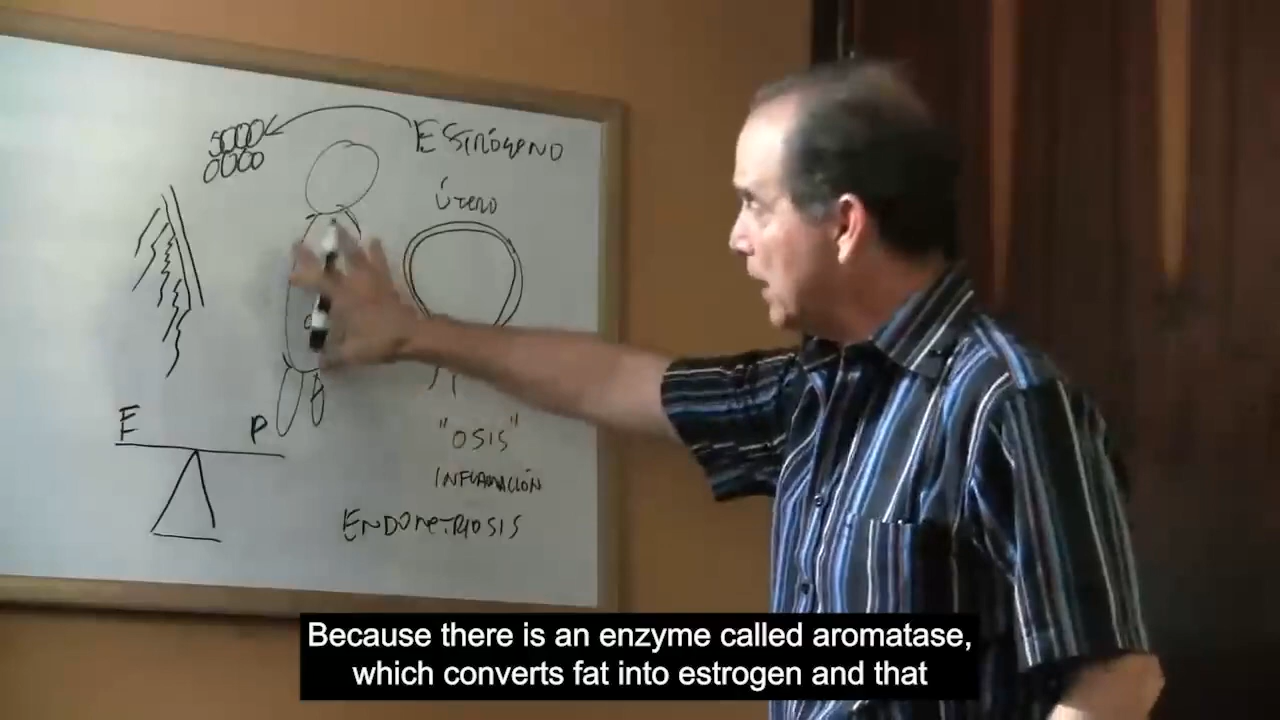 ESTRÓGENO
ÚTERO
E P
"OSIS"
INFLAMACIÓN
ENDOMETRIOSIS
Because there is an enzyme called aromatase,
which converts fat into estrogen and that